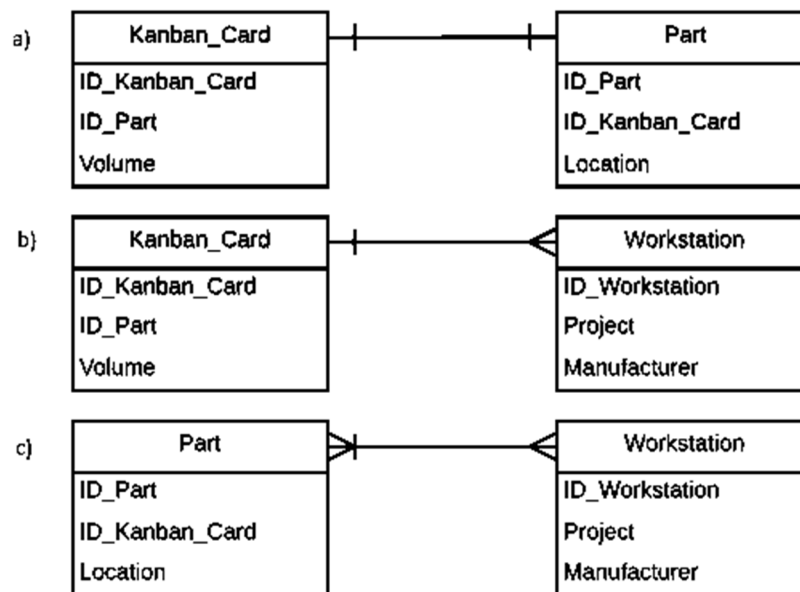 a)
Kanban_Card
ID_Kanban_Card
ID_Part
Volume
Part
ID_Part
ID_Kanban_Card
Location
b)
Kanban_Card
ID_Kanban_Card
ID_Part
Volume
Workstation
ID_Workstation
Project
Manufacturer
c)
Part
ID_Part
ID_Kanban_Card
Location
Workstation
ID_Workstation
Project
Manufacturer